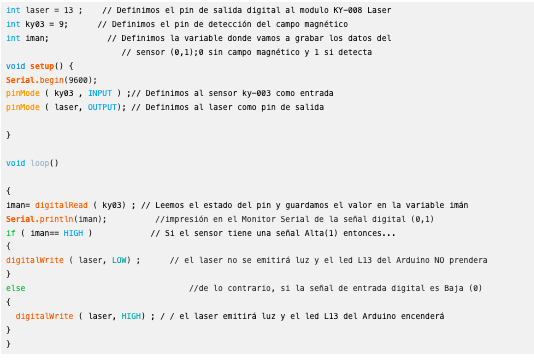 int laser = 13 ; // Definimos el pin de salida digital al modulo KY-008 Laser
int ky03 = 9; // Definimos el pin de detección del campo magnético
int iman; // Definimos la variable donde vamos a grabar los datos del
// sensor (0,1);0 sin campo magnético y 1 si detecta
void setup() {
Serial.begin(9600);
pinMode ( ky03 , INPUT ) ;// Definimos al sensor ky-003 como entrada
pinMode ( laser, OUTPUT); // Definimos al laser como pin de salida
}
void loop()
{
iman= digitalRead ( ky03) ; // Leemos el estado del pin y guardamos el valor en la variable imán
Serial.println(iman); //impresión en el Monitor Serial de la señal digital (0,1)
if ( iman== HIGH ) // Si el sensor tiene una señal Alta(1) entonces...
{
digitalWrite ( laser, LOW) ; // el laser no se emitirá luz y el led L13 del Arduino NO prendera
}
else //de lo contrario, si la señal de entrada digital es Baja (0)
{
digitalWrite ( laser, HIGH) ; / / el laser emitirá luz y el led L13 del Arduino encenderá
}
}